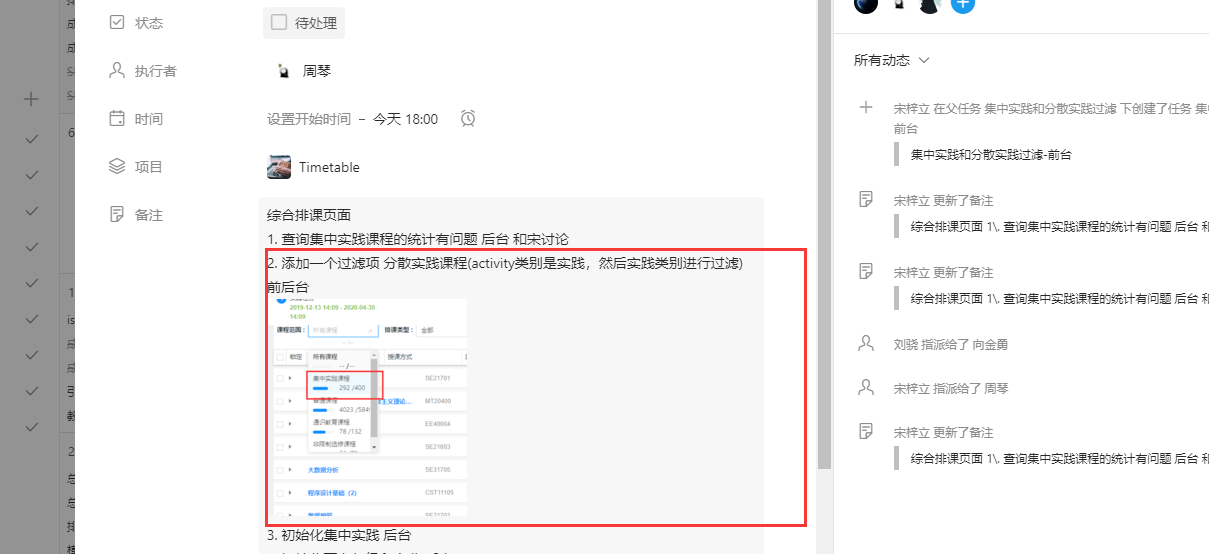 状态
待处理
执行者
周琴
时间
设置开始时间 - 今天 18:00
项目
Timetable
备注
综合排课页面
1. 查询集中实践课程的统计有问题 后台 和宋讨论
2. 添加一个过滤项 分散实践课程(activity类别是实践，然后实践类别进行过滤)
前后台
2019-12-13 14:09 - 2020-04-30
14:09
课程范围： 所有课程 授课类型： 全部
锁定 所有课程 授课方式
-- / --
集中实践课程
292 /400
SE21701
普通课程
4023 /584
主义理论... MT20400
通识教育课程
78 /132
EE40004
非限制选修课程
SE21603
大数据分析 SE31705
程序设计基础（2） CST11105
3. 初始化集中实践 后台
所有动态
宋梓立 在父任务 集中实践和分散实践过滤 下创建了任务 集中
前台
集中实践和分散实践过滤-前台
宋梓立 更新了备注
综合排课页面 1\. 查询集中实践课程的统计有问题 后台 和
宋梓立 更新了备注
综合排课页面 1\. 查询集中实践课程的统计有问题 后台 和
刘骁 指派给了 向金勇
宋梓立 指派给了 周琴
宋梓立 更新了备注
综合排课页面 1\. 查询集中实践课程的统计有问题 后台 和